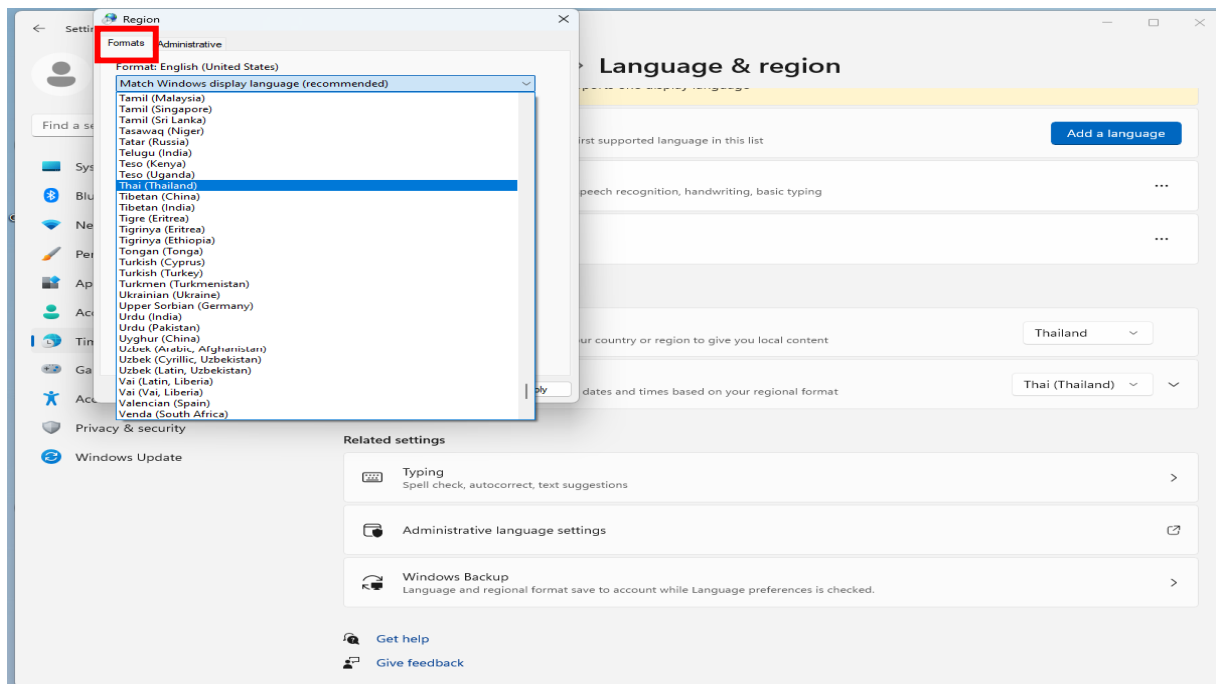 Region
Formats
Administrative
Format: English (United States)
Match Windows display language (recommended)
Tamil (Malaysia)
Tamil (Singapore)
Tamil (Sri Lanka)
Tasawaq (Niger)
Tatar (Russia)
Telugu (India)
Teso (Kenya)
Teso (Uganda)
Thai (Thailand)
Tibetan (China)
Tibetan (India)
Tigre (Eritrea)
Tigrinya (Eritrea)
Tigrinya (Ethiopia)
Tongan (Tonga)
Turkish (Cyprus)
Turkish (Turkey)
Turkmen (Turkmenistan)
Ukrainian (Ukraine)
Upper Sorbian (Germany)
Urdu (India)
Urdu (Pakistan)
Uyghur (China)
Uzbek (Arabic, Afghanistan)
Uzbek (Cyrillic, Uzbekistan)
Uzbek (Latin, Uzbekistan)
Vai (Latin, Liberia)
Vai (Vai, Liberia)
Valencian (Spain)
Venda (South Africa)
Privacy & security
Windows Update
Language & region
one display language
supported language in this list
Add a language
speech recognition, handwriting, basic typing
country or region to give you local content
Thailand
dates and times based on your regional format
Thai (Thailand)
Related settings
Typing
Spell check, autocorrect, text suggestions
Administrative language settings
Windows Backup
Language and regional format save to account while Language preferences is checked.
Get help
Give feedback